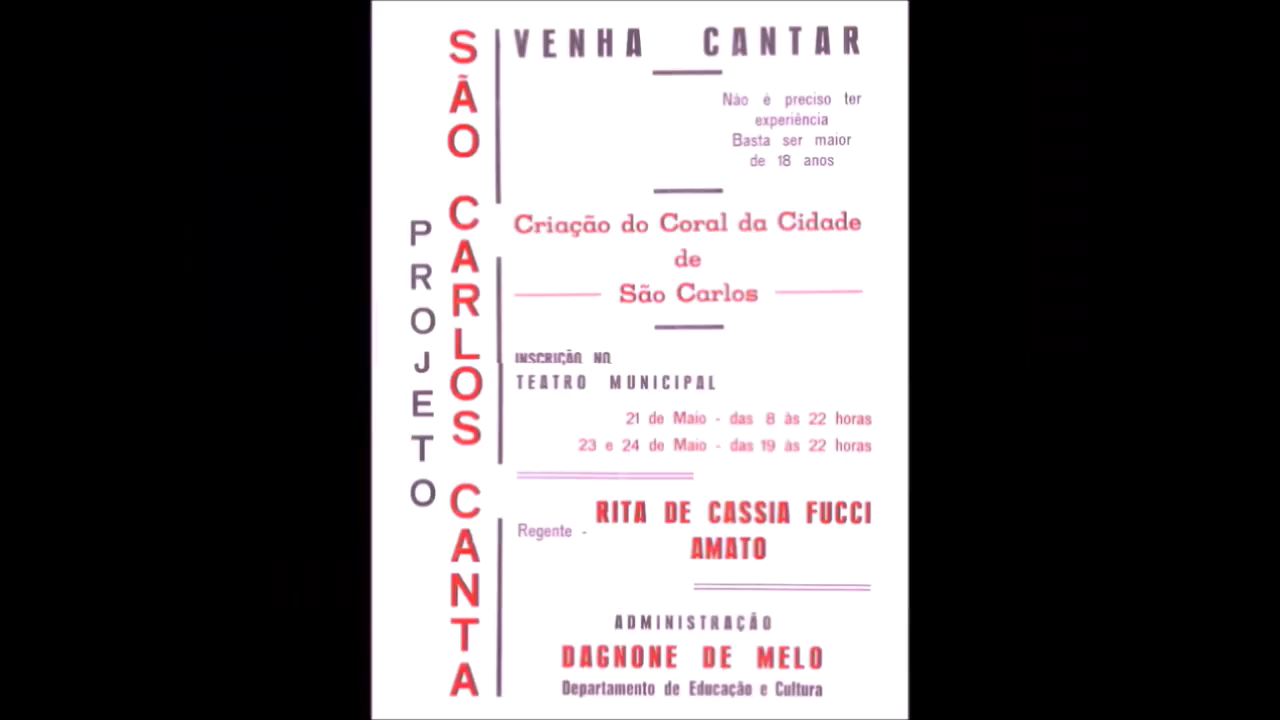 PROJETO
SÃO CARLOS CANTA
VENHA CANTAR
Não é preciso ter
experiência
Basta ser maior
de 18 anos
Criação do Coral da Cidade
de
São Carlos
INSCRIÇÃO NO
TEATRO MUNICIPAL
21 de Maio - das 8 às 22 horas
23 e 24 de Maio - das 19 às 22 horas
Regente - RITA DE CASSIA FUCCI
AMATO
ADMINISTRAÇÃO
DAGNONE DE MELO
Departamento de Educação e Cultura